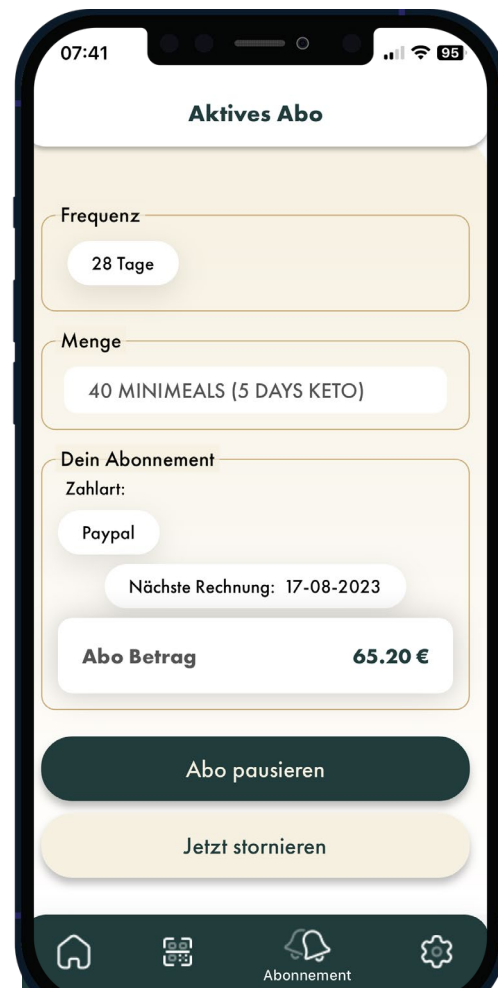 07:41
95
Aktives Abo
Frequenz
28 Tage
Menge
40 MINIMEALS (5 DAYS KETO)
Dein Abonnement
Zahlart:
Paypal
Nächste Rechnung: 17-08-2023
Abo Betrag 65.20 €
Abo pausieren
Jetzt stornieren
Abonnement